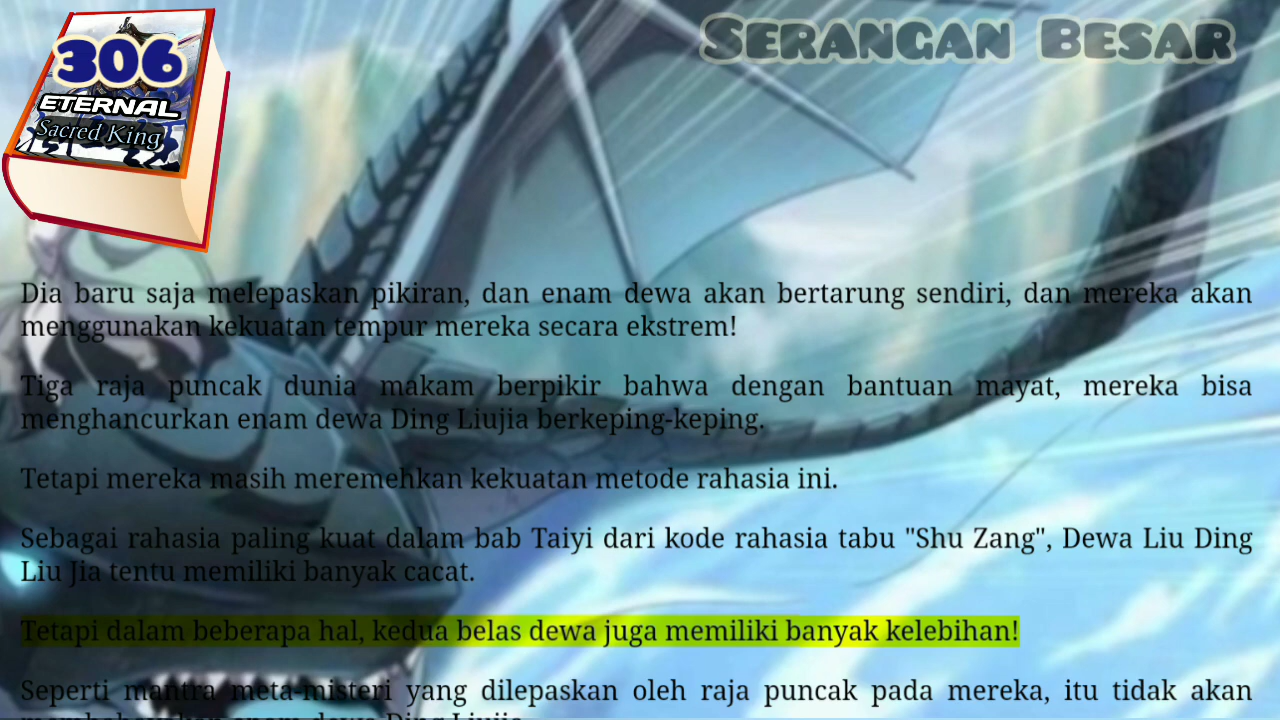 Serangan Besar
306
ETERNAL
Sacred King
Dia baru saja melepaskan pikiran, dan enam dewa akan bertarung sendiri, dan mereka akan
menggunakan kekuatan tempur mereka secara ekstrem!
Tiga raja puncak dunia makam berpikir bahwa dengan bantuan mayat, mereka bisa
menghancurkan enam dewa Ding Liujia berkeping-keping.
Tetapi mereka masih meremehkan kekuatan metode rahasia ini.
Sebagai rahasia paling kuat dalam bab Taiyi dari kode rahasia tabu "Shu Zang", Dewa Liu Ding
Liu Jia tentu memiliki banyak cacat.
Tetapi dalam beberapa hal, kedua belas dewa juga memiliki banyak kelebihan!
Seperti mantra meta-misteri yang dilepaskan oleh raja puncak pada mereka, itu tidak akan
enam dewa Ding Liujia